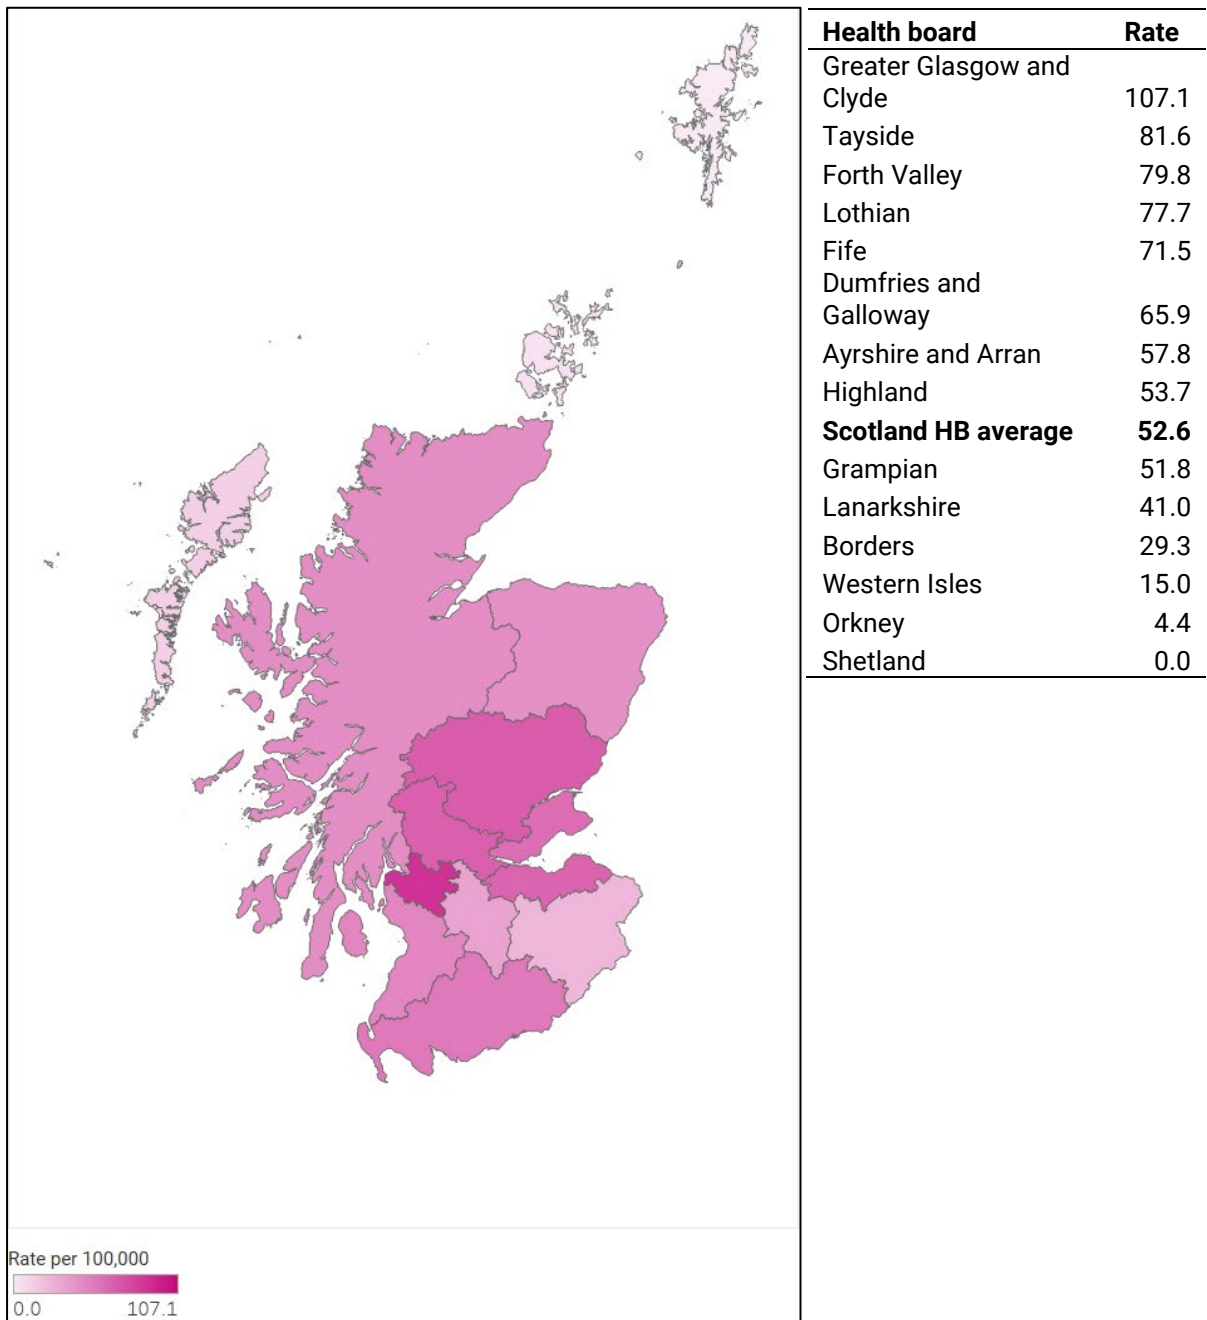 Health board Rate
Greater Glasgow and
Clyde 107.1
Tayside 81.6
Forth Valley 79.8
Lothian 77.7
Fife 71.5
Dumfries and
Galloway 65.9
Ayrshire and Arran 57.8
Highland 53.7
Scotland HB average 52.6
Grampian 51.8
Lanarkshire 41.0
Borders 29.3
Western Isles 15.0
Orkney 4.4
Shetland 0.0
Rate per 100,000
0.0 107.1